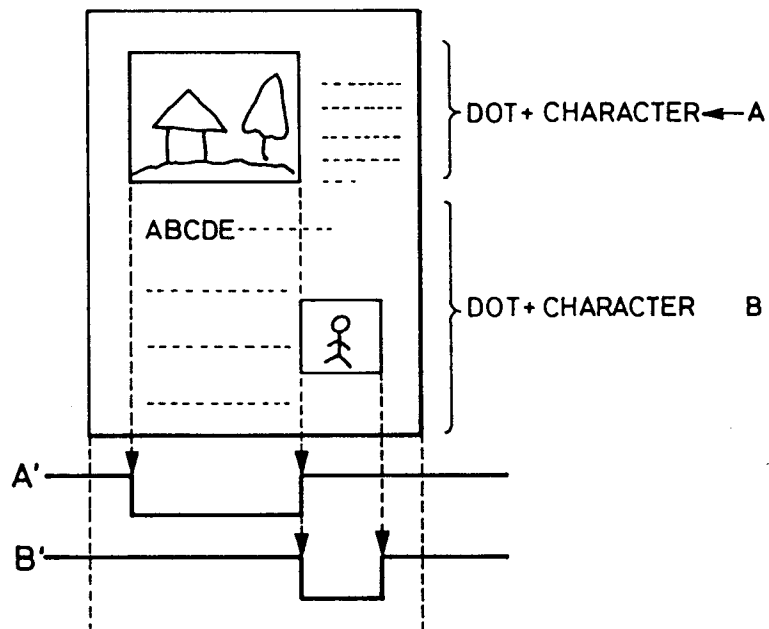 DOT + CHARACTER ← A
ABCDE
DOT + CHARACTER B
A'
B'